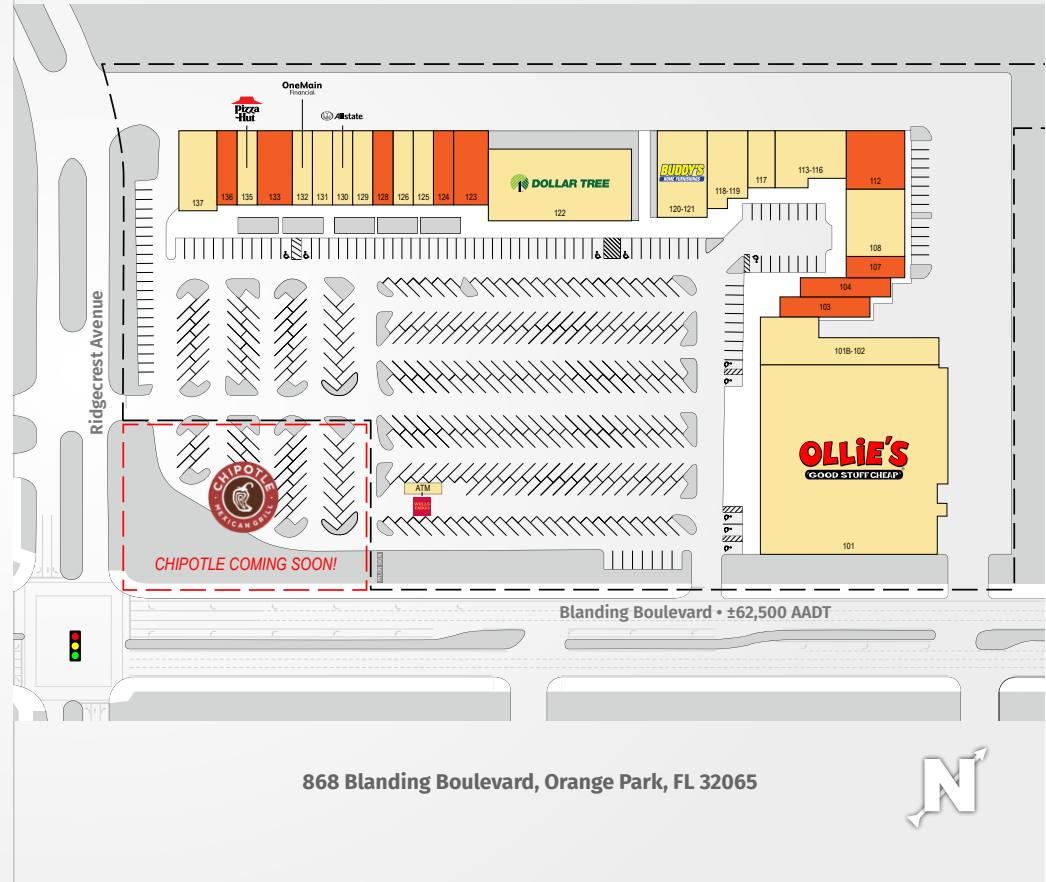 OneMain
Financial
Pizza
Hut
Allstate
137
136
135
133
132
131
130
129
128
126
125
124
123
DOLLAR TREE
122
BUDDY'S
HOME FURNISHINGS
120-121
118-119
117
113-116
112
108
107
104
103
101B-102
OLLIE'S
GOOD STUFF CHEAP
101
Ridgecrest Avenue
ATM
WELLS
FARGO
CHIPOTLE
MEXICAN GRILL
CHIPOTLE COMING SOON!
Blanding Boulevard • ±62,500 AADT
868 Blanding Boulevard, Orange Park, FL 32065
N